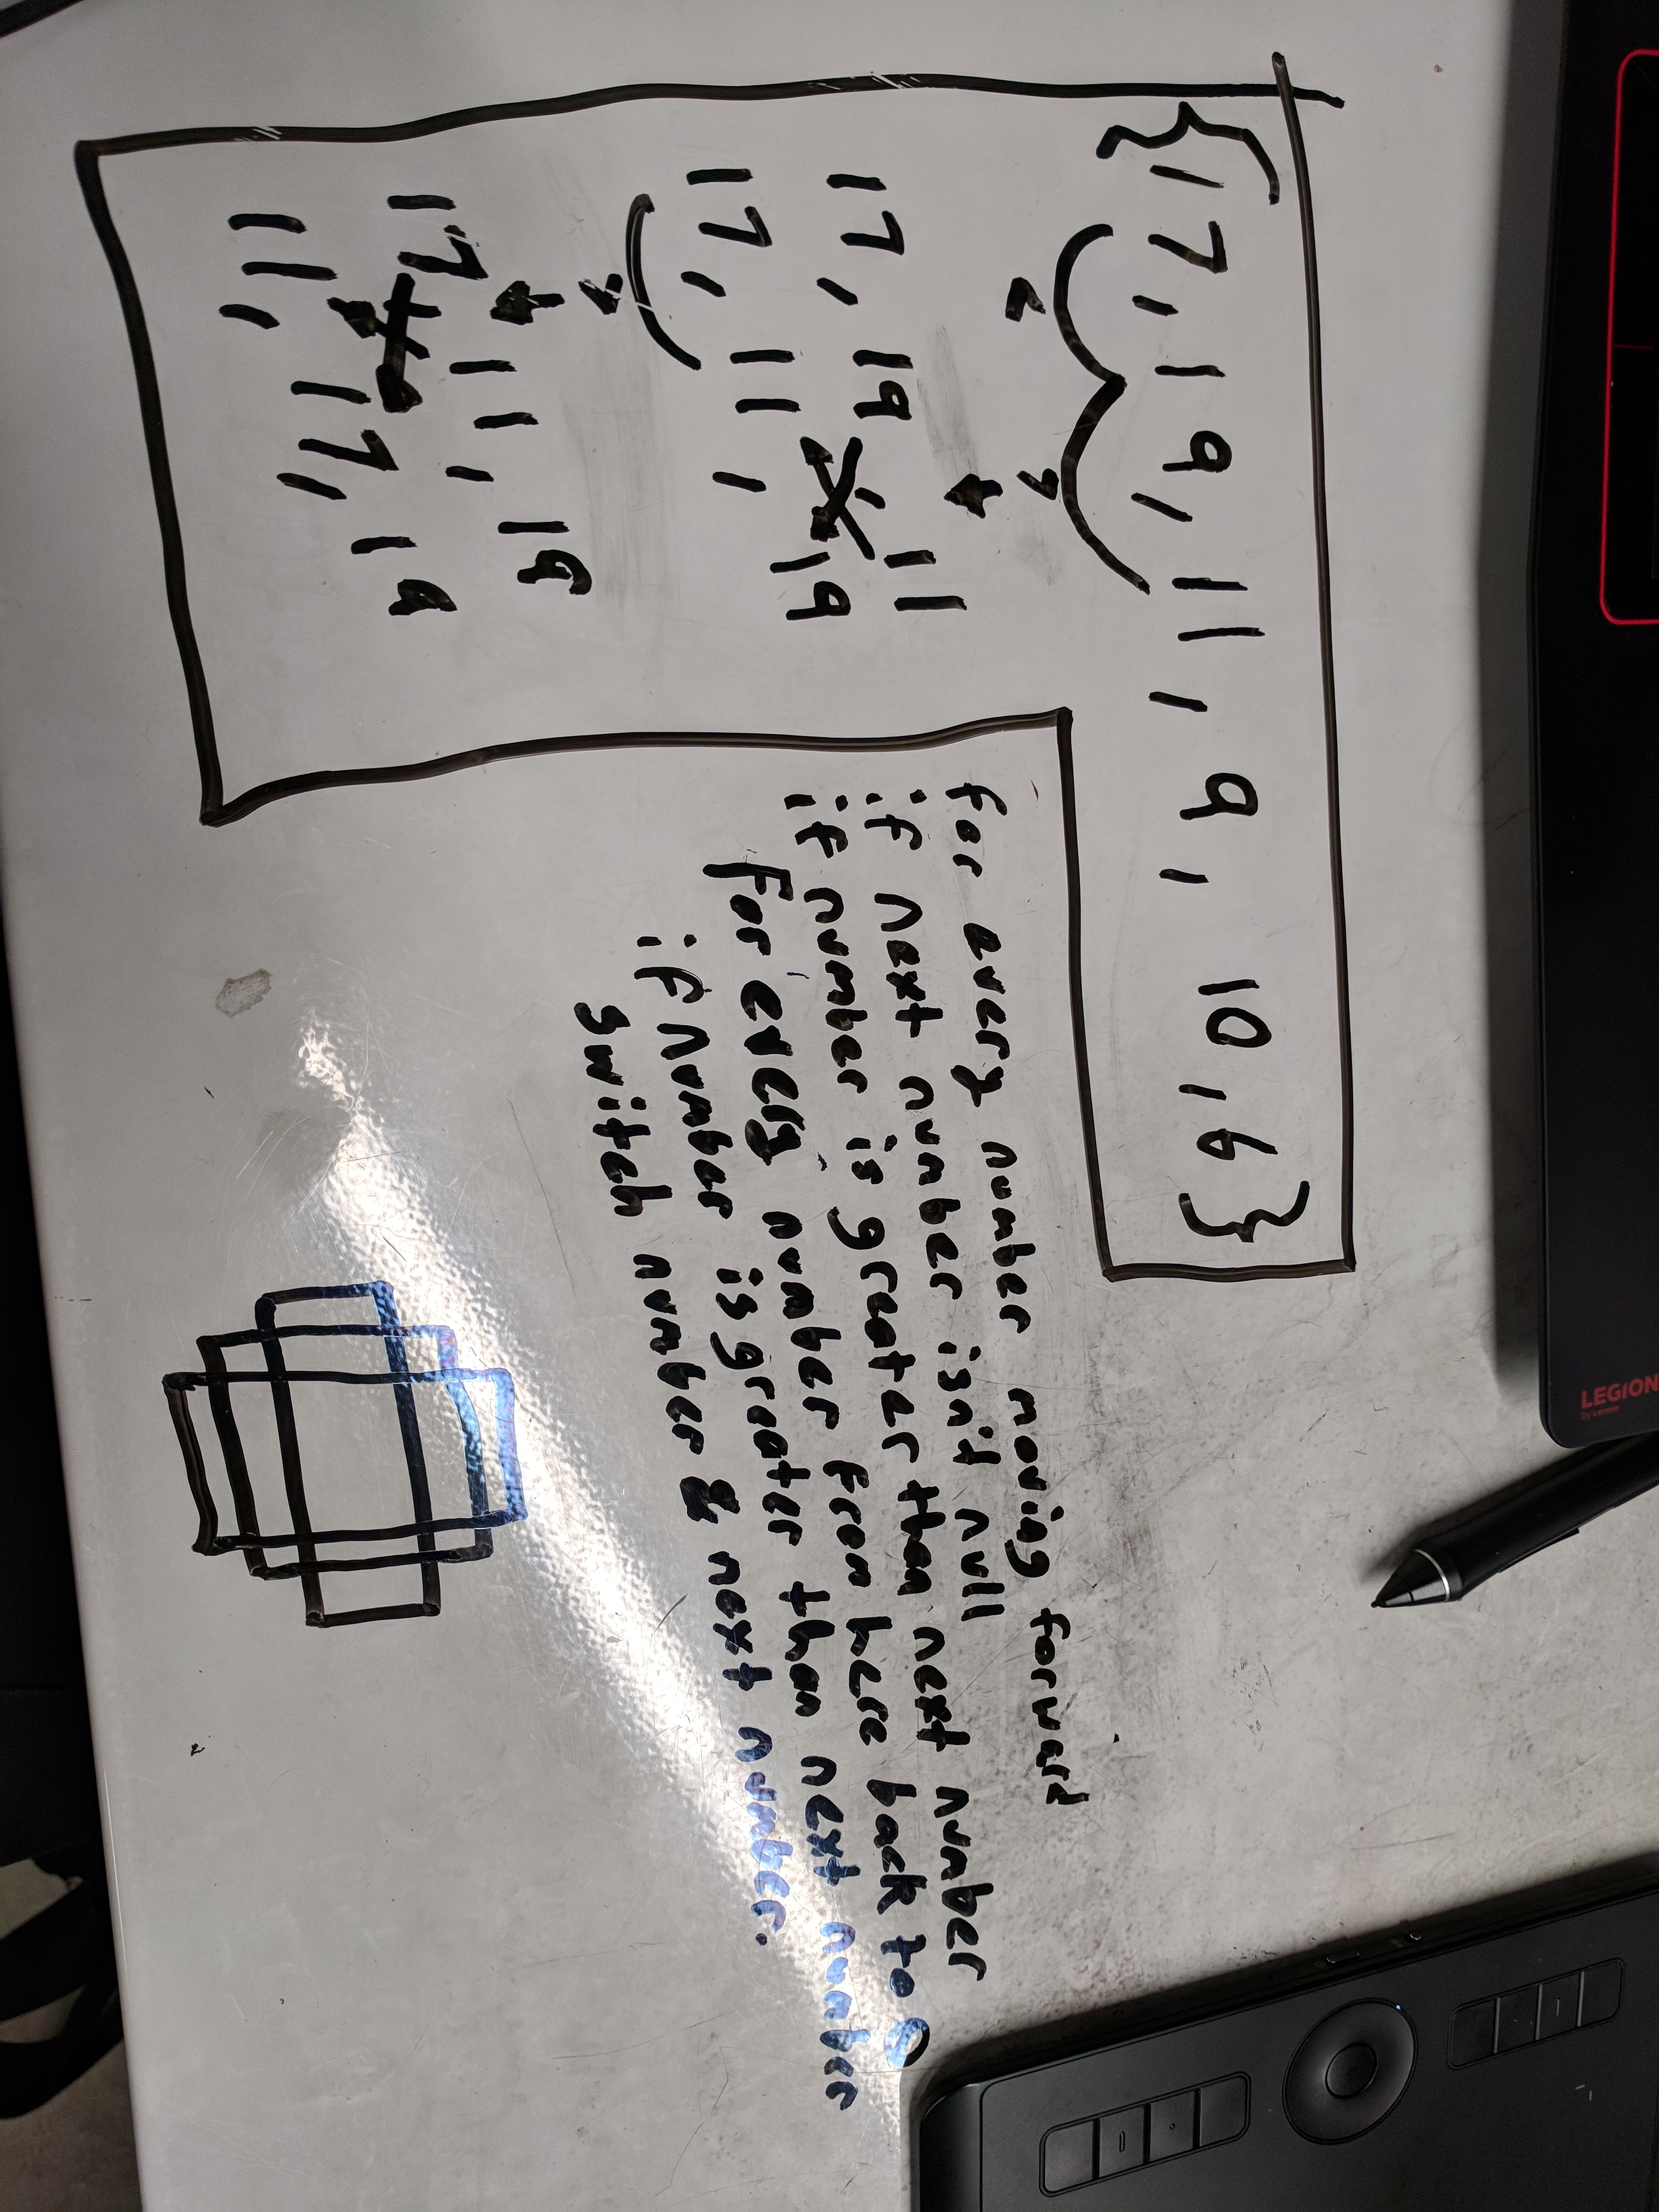 LEGION
by Lenovo
{17, 19, 11, 9, 10, 6}
< >
17, 19, 11
17, 11, 19
>
17, 11, 19
11, 17, 19
for every number moving forward
if next number isn't null
if number is greater than next number
for every number from here back to 0
if number is greater than next number
switch number & next number.